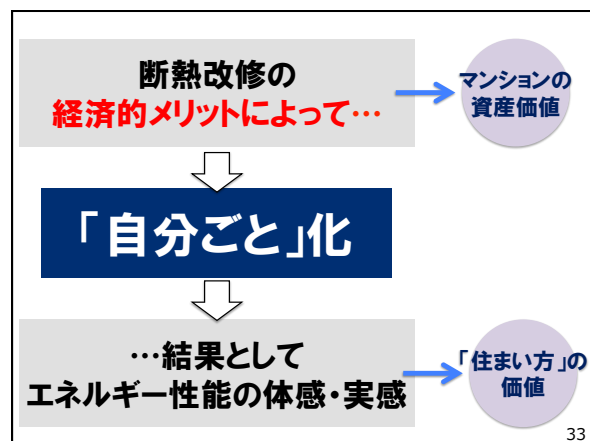 断熱改修の
経済的メリットによって…
マンションの
資産価値
「自分ごと」化
…結果として
エネルギー性能の体感・実感
「住まい方」の
価値
33